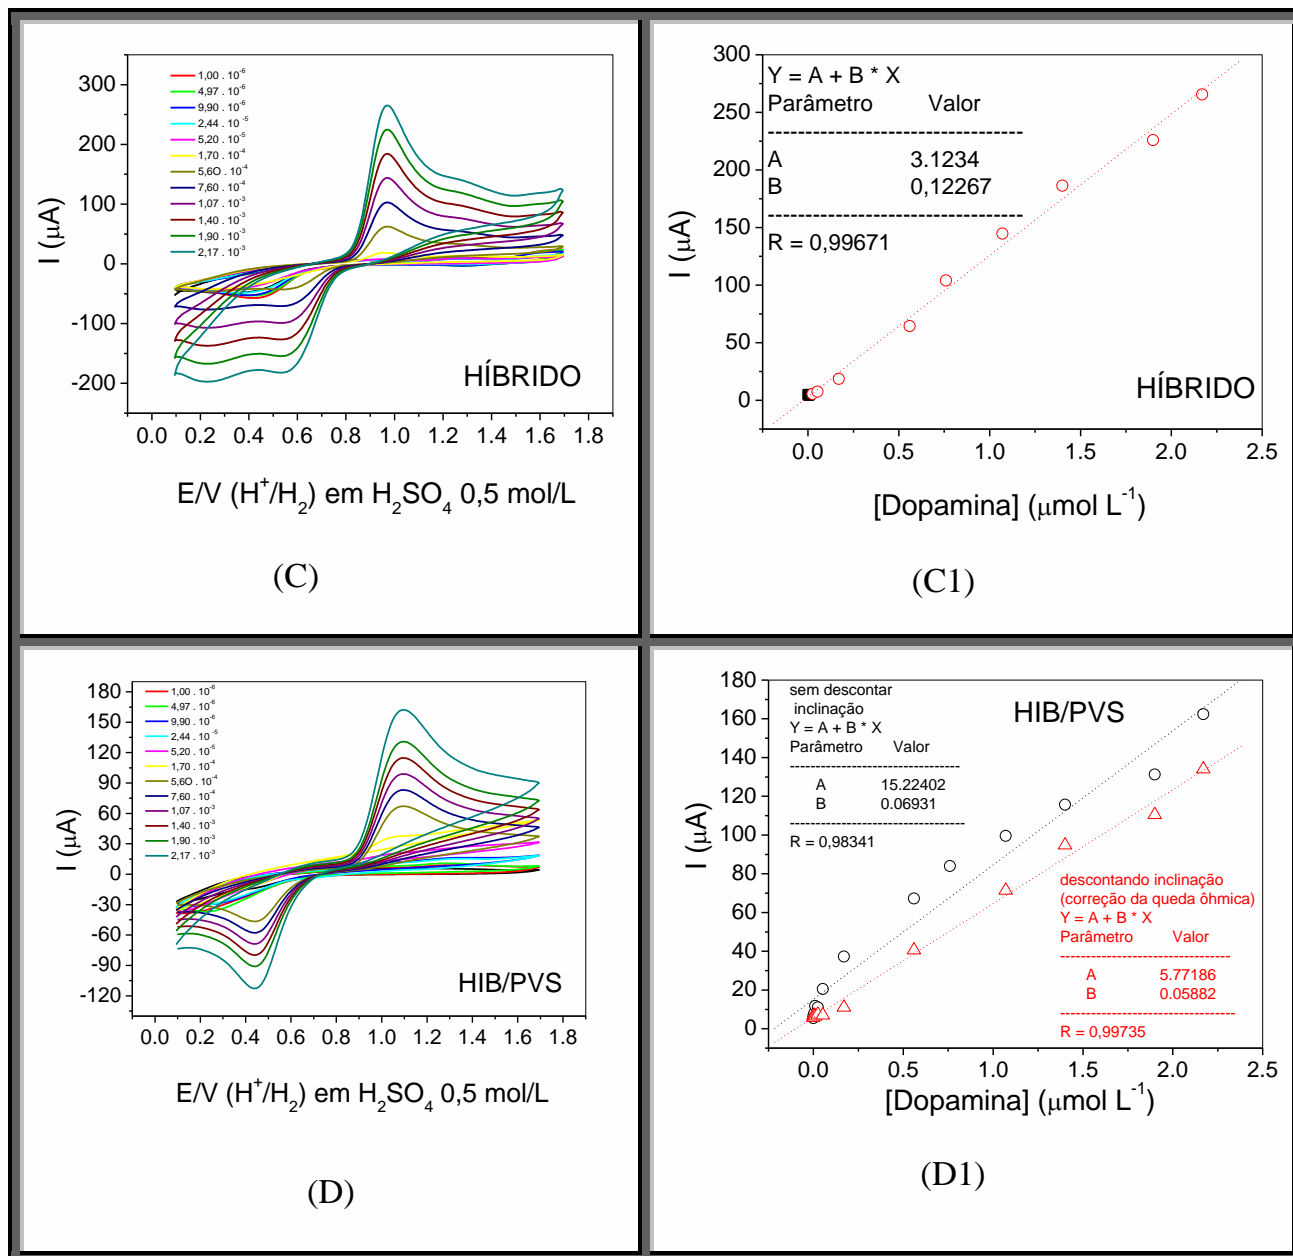 300
200
100
0
-100
-200
I (µA)
1,00 . 10-6
4,97 . 10-6
9,90 . 10-6
2,44 . 10-5
5,20 . 10-5
1,70 . 10-4
5,6O . 10-4
7,60 . 10-4
1,07 . 10-3
1,40 . 10-3
1,90 . 10-3
2,17 . 10-3
HÍBRIDO
0.0 0.2 0.4 0.6 0.8 1.0 1.2 1.4 1.6 1.8
E/V (H+/H2) em H2SO4 0,5 mol/L
(C)
300
250
200
150
100
50
0
I (µA)
Y = A + B * X
Parâmetro Valor
------------------------------
A 3.1234
B 0,12267
------------------------------
R = 0,99671
HÍBRIDO
0.0 0.5 1.0 1.5 2.0 2.5
[Dopamina] (µmol L-1)
(C1)
180
150
120
90
60
30
0
-30
-60
-90
-120
I (µA)
1,00 . 10-6
4,97 . 10-6
9,90 . 10-6
2,44 . 10-5
5,20 . 10-5
1,70 . 10-4
5,6O . 10-4
7,60 . 10-4
1,07 . 10-3
1,40 . 10-3
1,90 . 10-3
2,17 . 10-3
HIB/PVS
0.0 0.2 0.4 0.6 0.8 1.0 1.2 1.4 1.6 1.8
E/V (H+/H2) em H2SO4 0,5 mol/L
(D)
180
160
140
120
100
80
60
40
20
0
I (µA)
sem descontar
inclinação
Y = A + B * X
Parâmetro Valor
------------------------------
A 15.22402
B 0.06931
------------------------------
R = 0,98341
HIB/PVS
descontando inclinação
(correção da queda ôhmica)
Y = A + B * X
Parâmetro Valor
------------------------------
A 5.77186
B 0.05882
------------------------------
R = 0,99735
0.0 0.5 1.0 1.5 2.0 2.5
[Dopamina] (µmol L-1)
(D1)